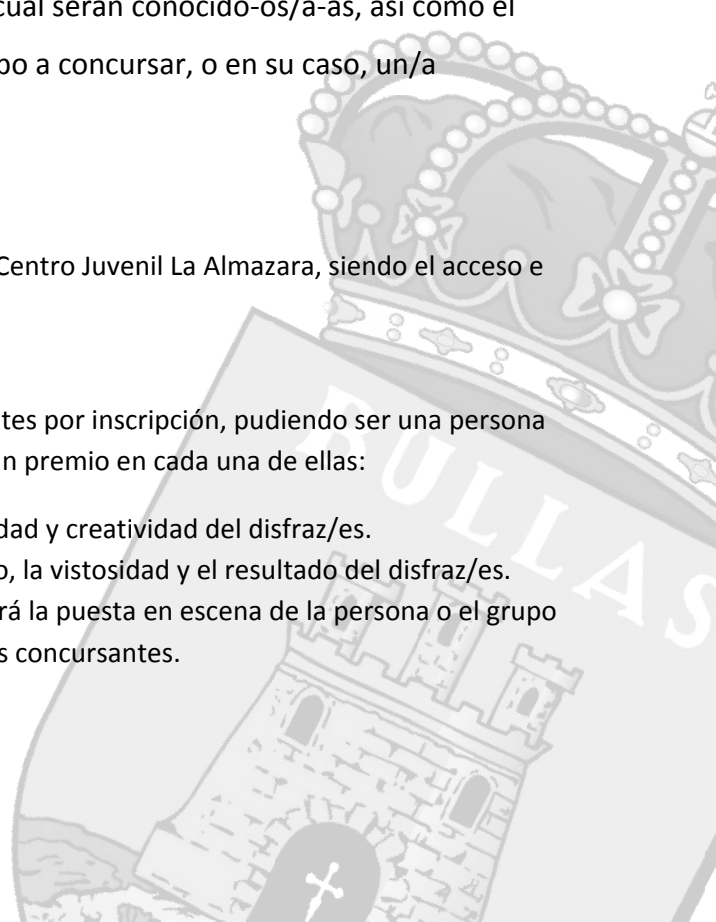 cual serán conocido-os/a-as, así como el
po a concursar, o en su caso, un/a
Centro Juvenil La Almazara, siendo el acceso e
tes por inscripción, pudiendo ser una persona
n premio en cada una de ellas:
dad y creatividad del disfraz/es.
o, la vistosidad y el resultado del disfraz/es.
rá la puesta en escena de la persona o el grupo
s concursantes.
BULLAS